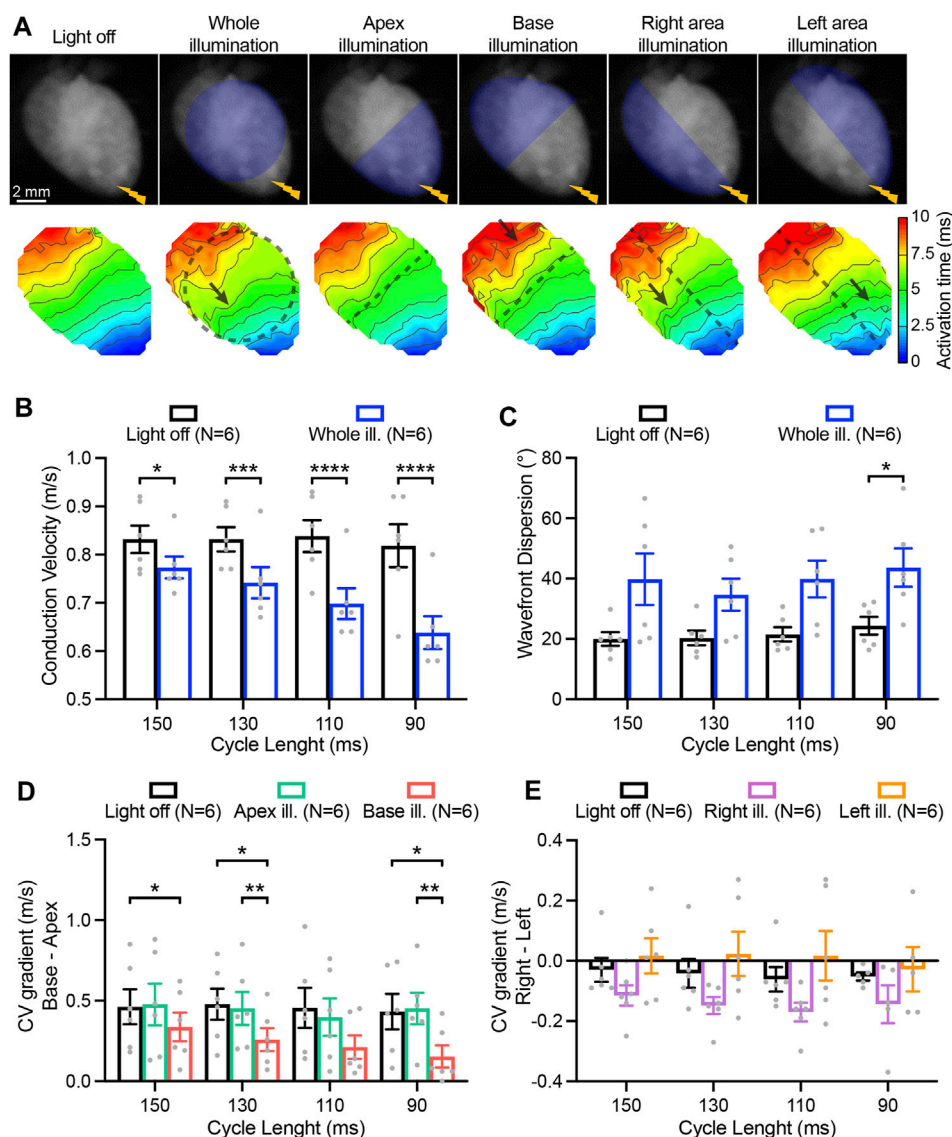 A
Light off
Whole illumination
Apex illumination
Base illumination
Right area illumination
Left area illumination
2 mm
10
7.5
5
2.5
0
Activation time (ms)
B
Light off (N=6)
Whole ill. (N=6)
Conduction Velocity (m/s)
1.0
0.9
0.8
0.7
0.6
0.5
*
***
****
****
150
130
110
90
Cycle Lenght (ms)
C
Light off (N=6)
Whole ill. (N=6)
Wavefront Dispersion (°)
80
60
40
20
0
*
150
130
110
90
Cycle Lenght (ms)
D
Light off (N=6)
Apex ill. (N=6)
Base ill. (N=6)
CV gradient (m/s)
Base - Apex
1.5
1.0
0.5
0.0
*
*
**
*
**
150
130
110
90
Cycle Lenght (ms)
E
Light off (N=6)
Right ill. (N=6)
Left ill. (N=6)
CV gradient (m/s)
Right - Left
0.4
0.2
0.0
-0.2
-0.4
150
130
110
90
Cycle Lenght (ms)